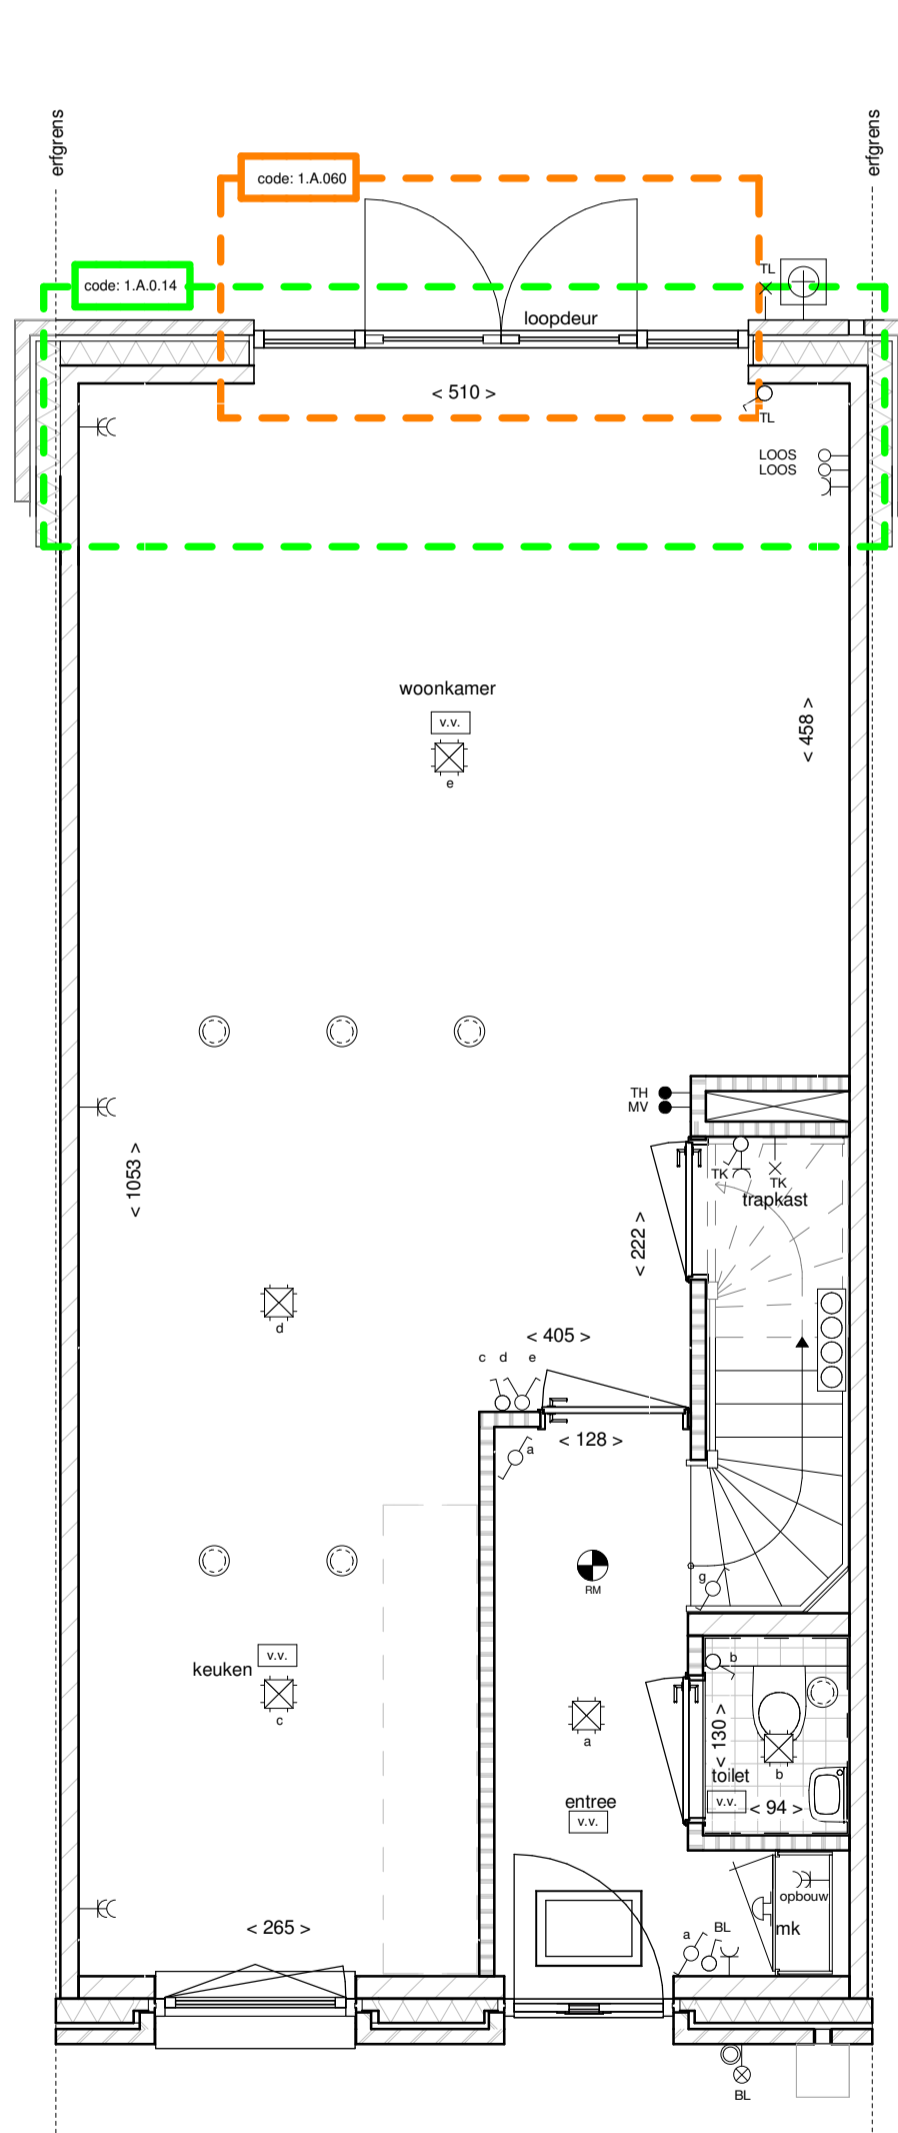 erfgrens
erfgrens
code: 1.A.060
code: 1.A.0.14
TL
loopdeur
< 510 >
TL
LOOS
LOOS
woonkamer
v.v.
e
< 458 >
TH
MV
TK
TK
trapkast
< 1053 >
< 222 >
d
< 405 >
c d e
< 128 >
a
RM
g
b
keuken
v.v.
c
a
< 130 >
b
toilet
v.v.
< 94 >
entree
v.v.
opbouw
mk
< 265 >
a
BL
BL